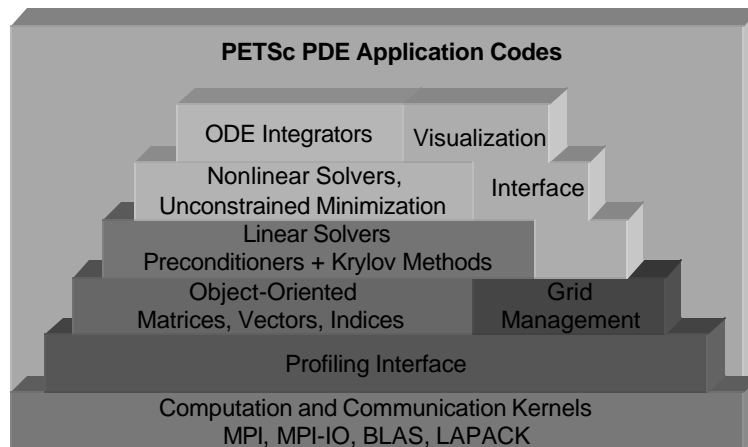 PETSc PDE Application Codes
ODE Integrators
Visualization
Interface
Nonlinear Solvers,
Unconstrained Minimization
Linear Solvers
Preconditioners + Krylov Methods
Object-Oriented
Matrices, Vectors, Indices
Grid
Management
Profiling Interface
Computation and Communication Kernels
MPI, MPI-IO, BLAS, LAPACK